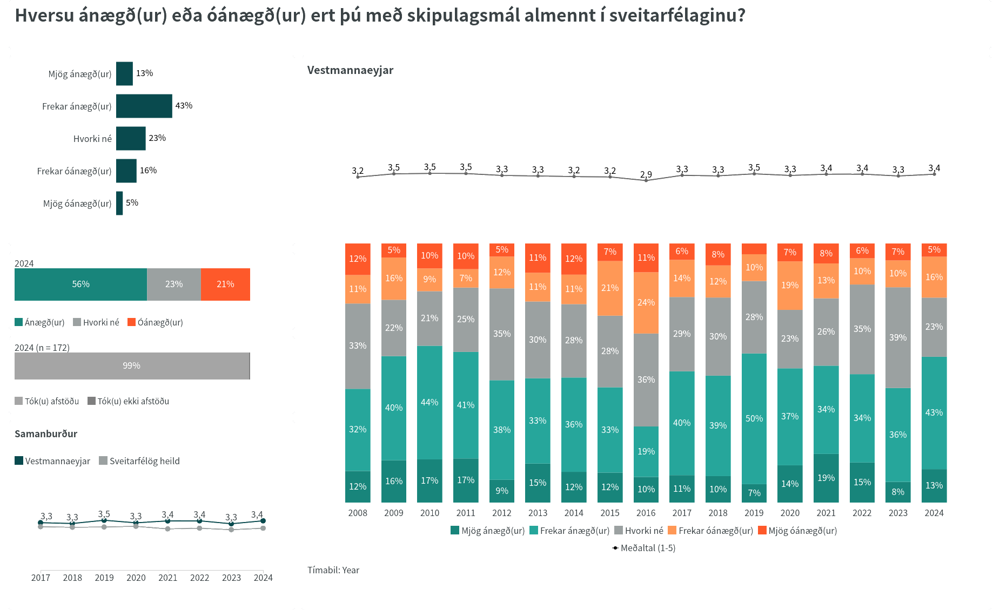 Hversu ánægð(ur) eða óánægð(ur) ert þú með skipulagsmál almennt í sveitarfélaginu?
Mjög ánægð(ur) 13%
Frekar ánægð(ur) 43%
Hvorki né 23%
Frekar óánægð(ur) 16%
Mjög óánægð(ur) 5%
2024
56% 23% 21%
Ánægð(ur) Hvorki né Óánægð(ur)
2024 (n = 172)
99%
Tók(u) afstöðu Tók(u) ekki afstöðu
Samanburður
Vestmannaeyjar Sveitarfélög heild
3,3 3,3 3,5 3,3 3,4 3,4 3,3 3,4
2017 2018 2019 2020 2021 2022 2023 2024
Vestmannaeyjar
3,2 3,5 3,5 3,5 3,3 3,3 3,2 3,2 2,9 3,3 3,3 3,5 3,3 3,4 3,4 3,3 3,4
12% 5% 10% 10% 5% 11% 12% 7% 11% 6% 8% 7% 8% 6% 7% 5%
11% 16% 9% 7% 12% 11% 11% 21% 24% 14% 12% 10% 19% 13% 10% 10% 16%
33% 22% 21% 25% 35% 30% 28% 28% 36% 29% 30% 28% 23% 26% 35% 39% 23%
32% 40% 44% 41% 38% 33% 36% 33% 19% 40% 39% 50% 37% 34% 34% 36% 43%
12% 16% 17% 17% 9% 15% 12% 12% 10% 11% 10% 7% 14% 19% 15% 8% 13%
2008 2009 2010 2011 2012 2013 2014 2015 2016 2017 2018 2019 2020 2021 2022 2023 2024
Mjög ánægð(ur) Frekar ánægð(ur) Hvorki né Frekar óánægð(ur) Mjög óánægð(ur)
Meðaltal (1-5)
Tímabil: Year